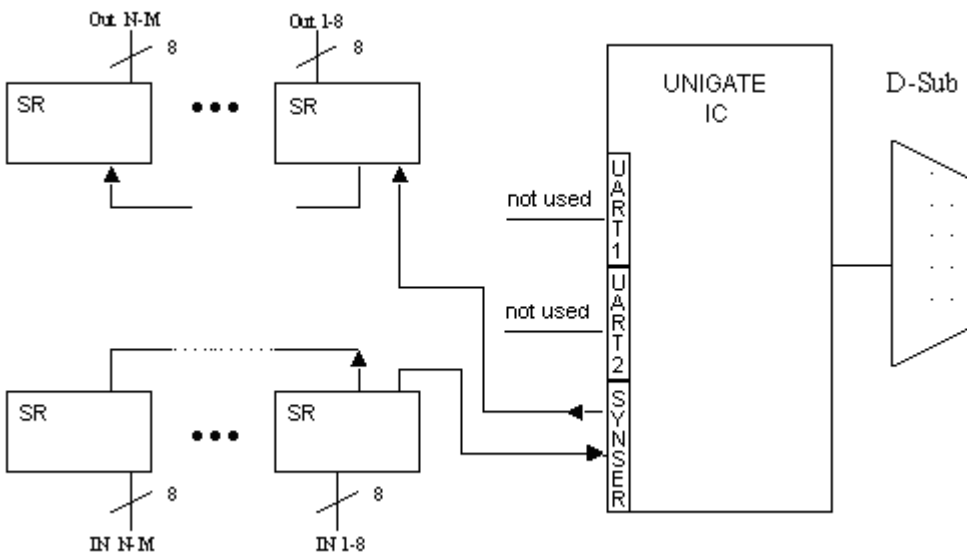 Out N-M
8
Out 1-8
8
SR
SR
UNIGATE
IC
D-Sub
not used
UART1
not used
UART2
SYNSER
SR
SR
8
8
IN N-M
IN 1-8